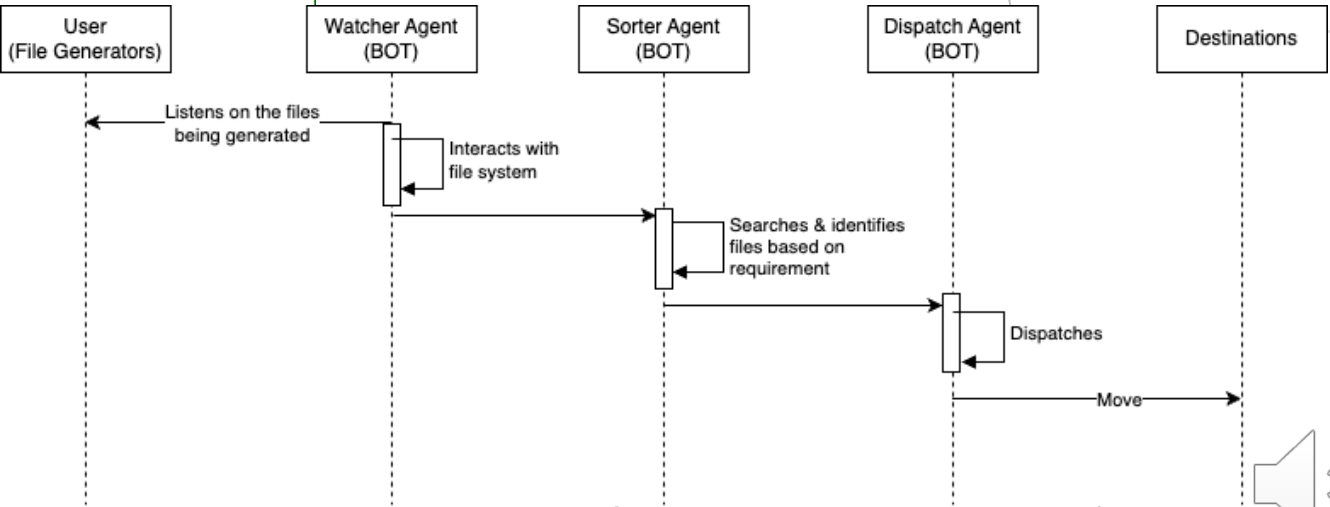 User
(File Generators)
Watcher Agent
(BOT)
Sorter Agent
(BOT)
Dispatch Agent
(BOT)
Destinations
Listens on the files
being generated
Interacts with
file system
Searches & identifies
files based on
requirement
Dispatches
Move